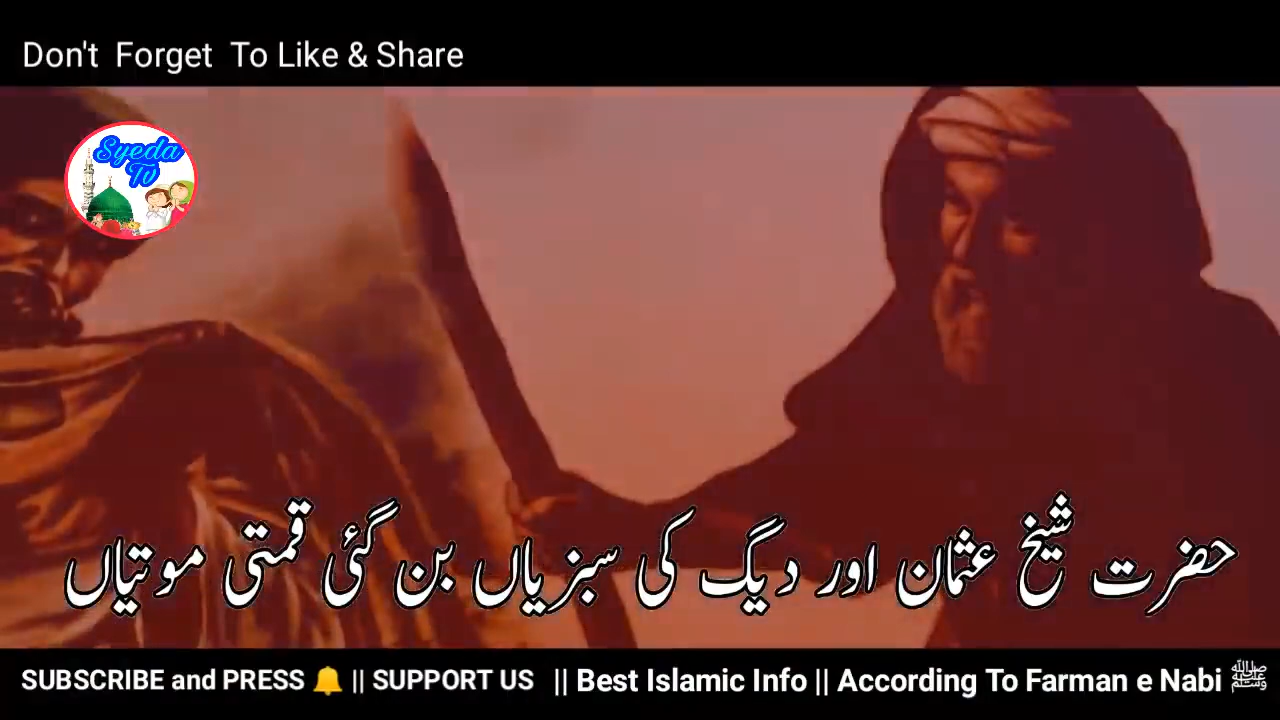 Don't Forget To Like & Share
Syeda
Tv
حضرت شیخ عثمان اور دیگ کی سبزیاں بن گئی قمتی موتیاں
SUBSCRIBE and PRESS 🔔 || SUPPORT US || Best Islamic Info || According To Farman e Nabi ﷺ